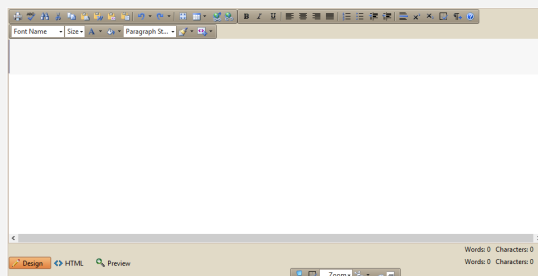 B I U
Font Name Size A Paragraph St...
Words: 0 Characters: 0
Design HTML Preview Words: 0 Characters: 0
Zoom